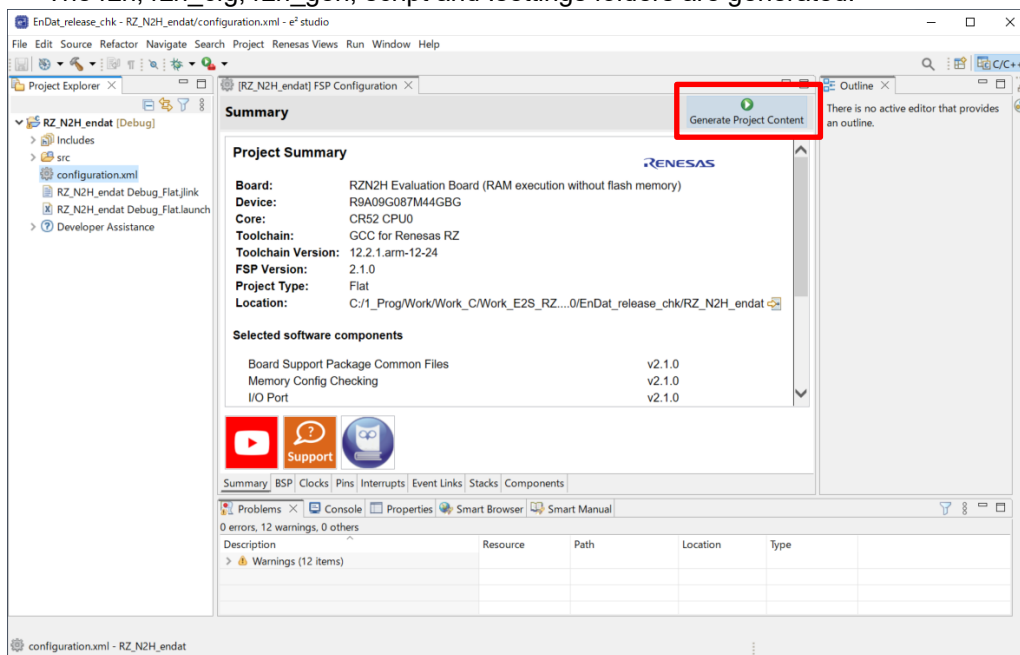 EnDat_release_chk - RZ_N2H_endat/configuration.xml - e² studio
File Edit Source Refactor Navigate Search Project Renesas Views Run Window Help
C/C++
Project Explorer
RZ_N2H_endat [Debug]
Includes
src
configuration.xml
RZ_N2H_endat Debug_Flat.jlink
RZ_N2H_endat Debug_Flat.launch
Developer Assistance
[RZ_N2H_endat] FSP Configuration
Summary
Generate Project Content
Project Summary
RENESAS
Board: RZN2H Evaluation Board (RAM execution without flash memory)
Device: R9A09G087M44GBG
Core: CR52 CPU0
Toolchain: GCC for Renesas RZ
Toolchain Version: 12.2.1.arm-12-24
FSP Version: 2.1.0
Project Type: Flat
Location: C:/1_Prog/Work/Work_C/Work_E2S_RZ....0/EnDat_release_chk/RZ_N2H_endat
Selected software components
Board Support Package Common Files v2.1.0
Memory Config Checking v2.1.0
I/O Port v2.1.0
Support
Summary BSP Clocks Pins Interrupts Event Links Stacks Components
Outline
There is no active editor that provides
an outline.
Problems Console Properties Smart Browser Smart Manual
0 errors, 12 warnings, 0 others
Description Resource Path Location Type
Warnings (12 items)
configuration.xml - RZ_N2H_endat